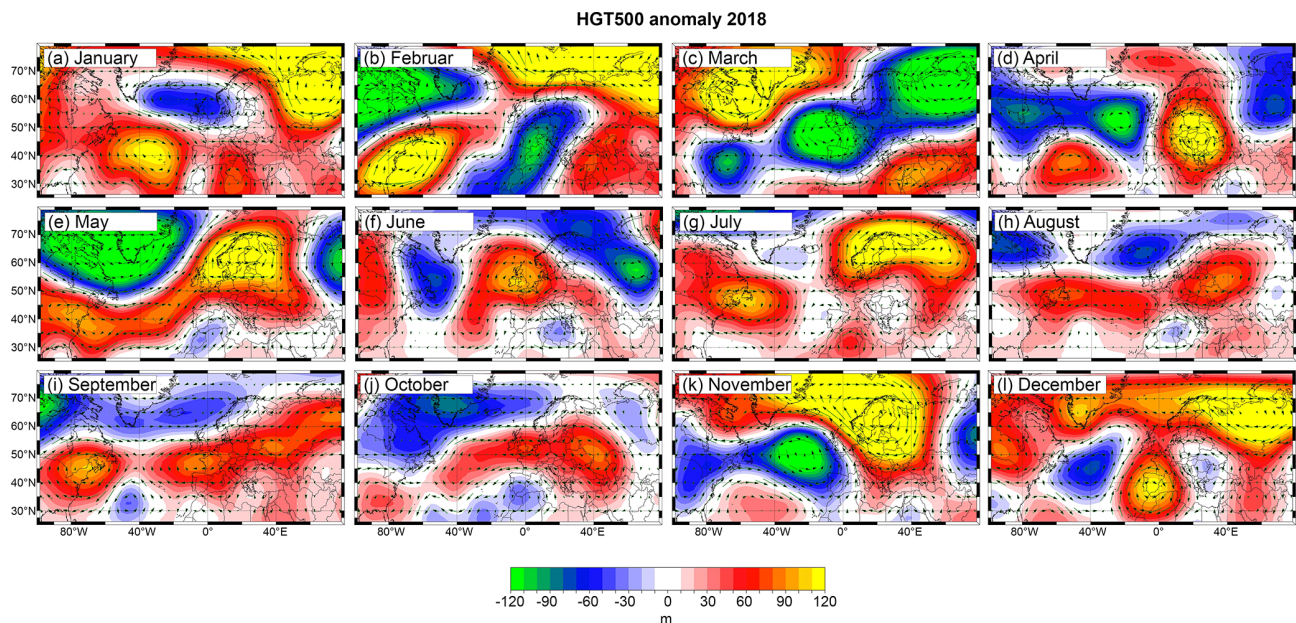 HGT500 anomaly 2018
(a) January
(b) Februar
(c) March
(d) April
70°N
60°N
50°N
40°N
30°N
(e) May
(f) June
(g) July
(h) August
70°N
60°N
50°N
40°N
30°N
(i) September
(j) October
(k) November
(l) December
70°N
60°N
50°N
40°N
30°N
80°W 40°W 0° 40°E 80°W 40°W 0° 40°E 80°W 40°W 0° 40°E 80°W 40°W 0° 40°E
-120 -90 -60 -30 0 30 60 90 120
m